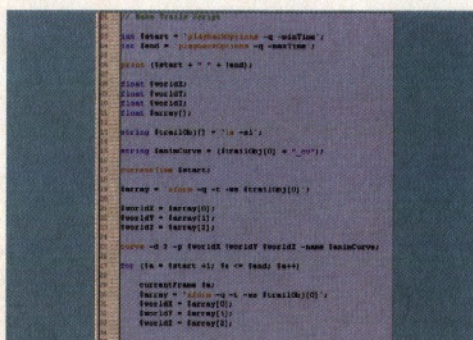 // Make Trails Script
int $start = `playbackOptions -q -minTime`;
int $end = `playbackOptions -q -maxTime`;
print ($start + " " + $end);
float $worldX;
float $worldY;
float $worldZ;
float $array[];
string $trailObj[] = `ls -sl`;
string $animCurve = ($trailObj[0] + "_cv");
currentTime $start;
$array = `xform -q -t -ws $trailObj[0]`;
$worldX = $array[0];
$worldY = $array[1];
$worldZ = $array[2];
curve -d 3 -p $worldX $worldY $worldZ -name $animCurve;
for ($a = $start +1; $a <= $end; $a++)
currentFrame $a;
$array = `xform -q -t -ws $trailObj[0]`;
$worldX = $array[0];
$worldY = $array[1];
$worldZ = $array[2];